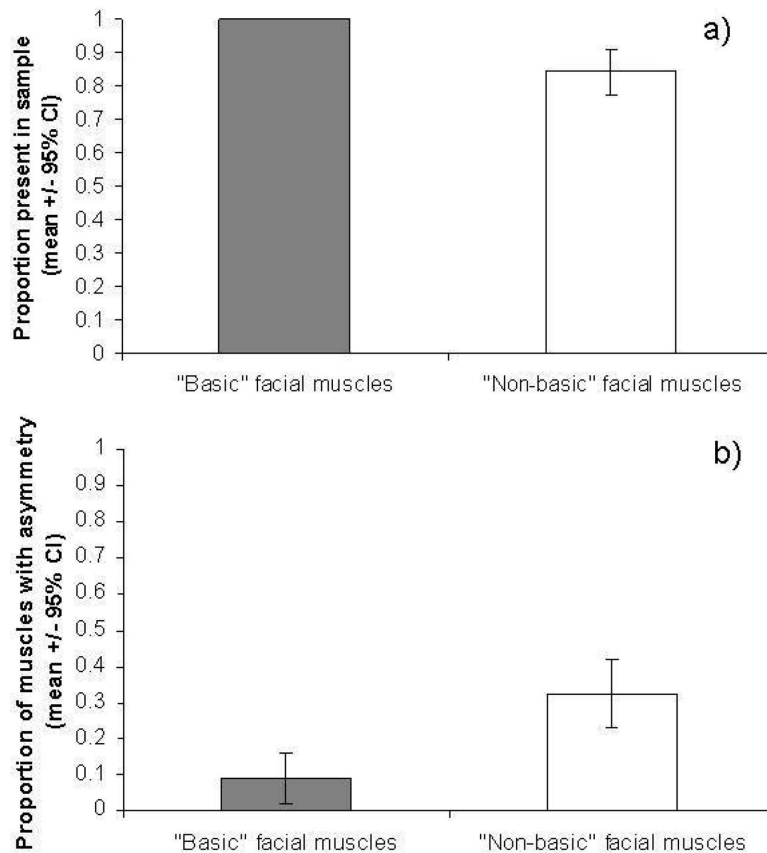 a)
Proportion present in sample
(mean +/- 95% CI)
1
0.9
0.8
0.7
0.6
0.5
0.4
0.3
0.2
0.1
0
"Basic" facial muscles
"Non-basic" facial muscles
b)
Proportion of muscles with asymmetry
(mean +/- 95% CI)
1
0.9
0.8
0.7
0.6
0.5
0.4
0.3
0.2
0.1
0
"Basic" facial muscles
"Non-basic" facial muscles